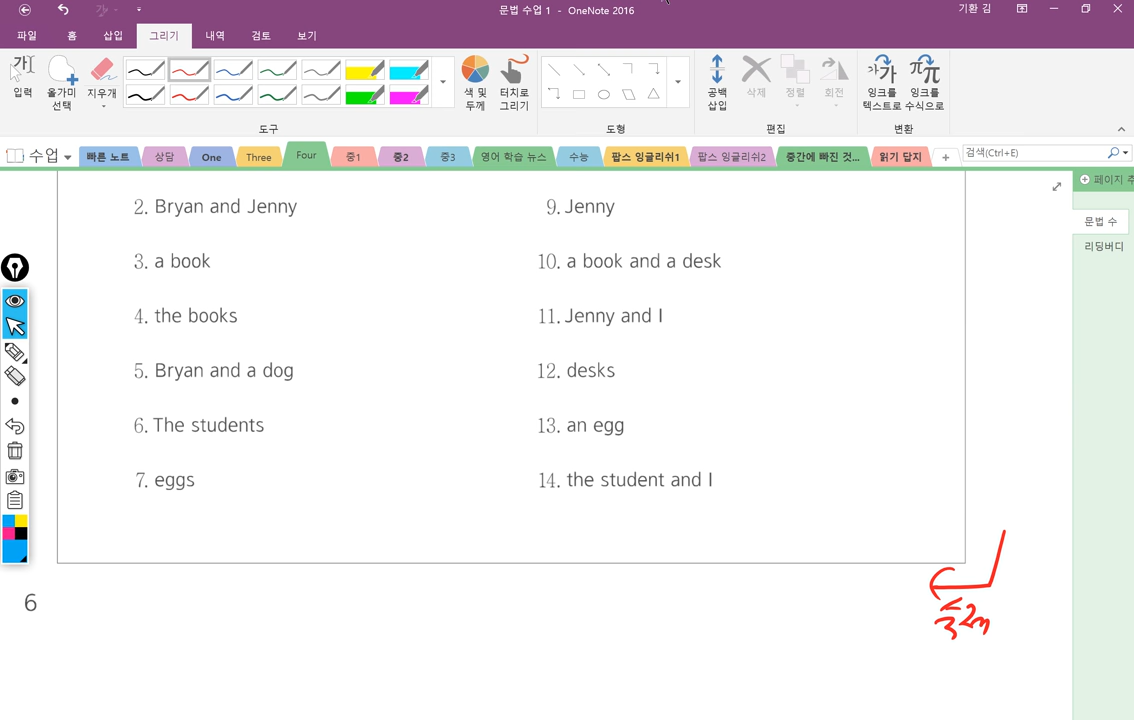 문법 수업 1 - OneNote 2016
기환 김
파일 홈 삽입 그리기 내역 검토 보기
입력
올가미 선택
지우개
색 및 두께
터치로 그리기
공백 삽입
삭제
정렬
회전
잉크를 텍스트로
잉크를 수식으로
도구 도형 편집 변환
수업 빠른 노트 상담 One Three Four 중1 중2 중3 영어 학습 뉴스 수능 팝스 잉글리쉬1 팝스 잉글리쉬2 중간에 빠진 것... 읽기 답지 검색(Ctrl+E)
페이지 추
문법 수
리딩버디
2. Bryan and Jenny
3. a book
4. the books
5. Bryan and a dog
6. The students
7. eggs
9. Jenny
10. a book and a desk
11. Jenny and I
12. desks
13. an egg
14. the student and I
6